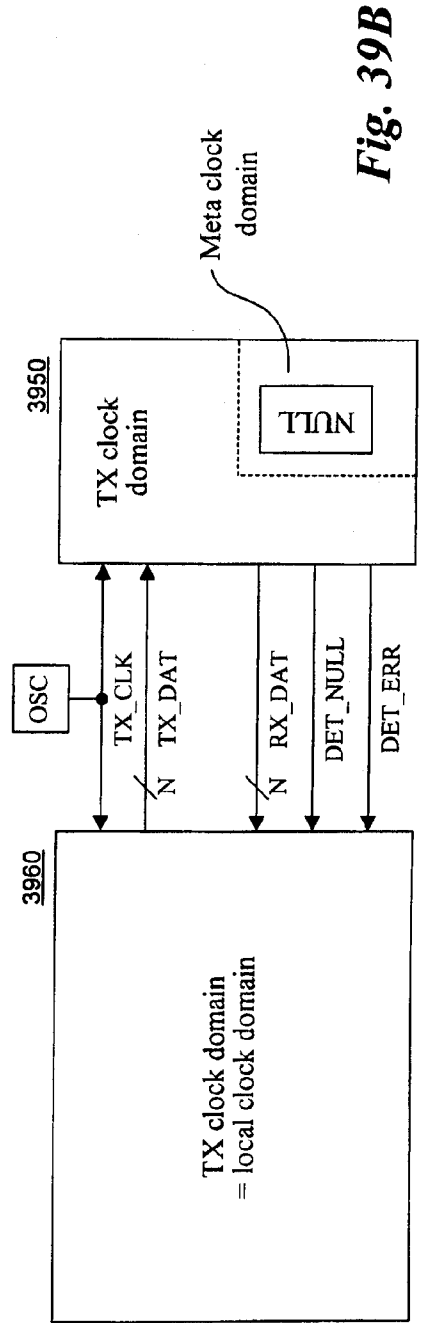 3960
TX clock domain
= local clock domain
OSC
TX_CLK
N TX_DAT
N RX_DAT
DET_NULL
DET_ERR
3950
TX clock
domain
NULL
Meta clock
domain
Fig. 39B